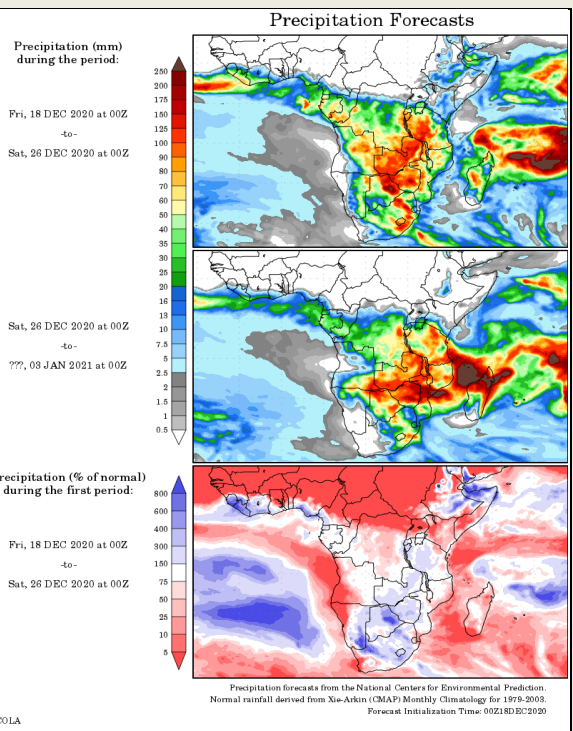 Precipitation Forecasts
Precipitation (mm)
during the period:
Fri, 18 DEC 2020 at 00Z
-to-
Sat, 26 DEC 2020 at 00Z
250
200
175
150
125
100
90
80
70
60
50
40
35
30
25
20
16
13
10
7.5
5
2.5
2
1.5
1
0.5
Sat, 26 DEC 2020 at 00Z
-to-
???, 03 JAN 2021 at 00Z
recipitation (% of normal)
during the first period:
Fri, 18 DEC 2020 at 00Z
-to-
Sat, 26 DEC 2020 at 00Z
800
600
400
300
150
75
50
25
10
5
Precipitation forecasts from the National Centers for Environmental Prediction.
Normal rainfall derived from Xie-Arkin (CMAP) Monthly Climatology for 1979-2003.
Forecast Initialization Time: 00Z18DEC2020
COLA